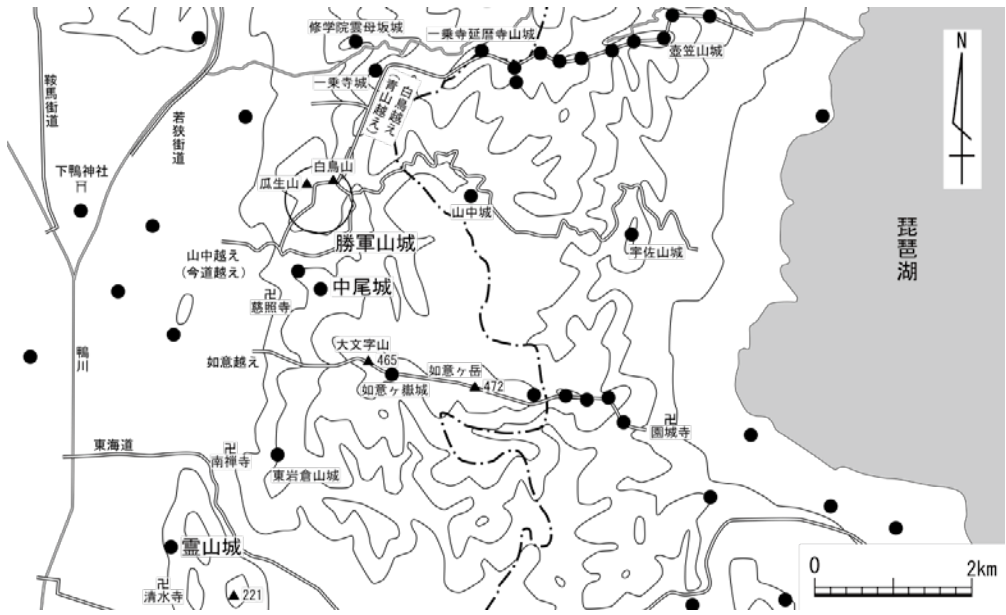 修学院雲母坂城
一乗寺延暦寺山城
壺笠山城
N
一乗寺城
鞍馬街道
若狭街道
白鳥越え
(青山越え)
下鴨神社
白鳥山
瓜生山
山中城
宇佐山城
琵琶湖
勝軍山城
山中越え
(今道越え)
中尾城
卍
慈照寺
大文字山
465
如意越え
如意ヶ岳
472
如意ヶ嶽城
鴨川
卍
園城寺
東海道
卍
南禅寺
東岩倉山城
霊山城
卍
清水寺
221
0
2km